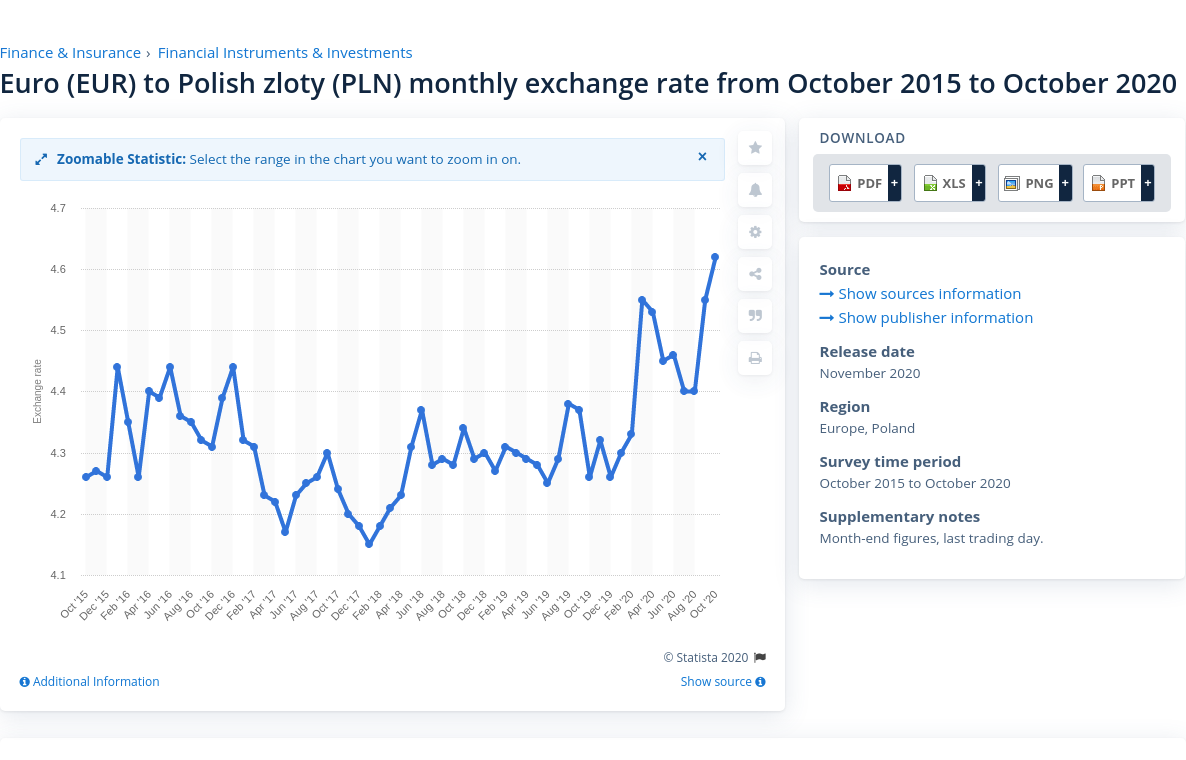 Finance & Insurance › Financial Instruments & Investments
Euro (EUR) to Polish zloty (PLN) monthly exchange rate from October 2015 to October 2020
Zoomable Statistic: Select the range in the chart you want to zoom in on. ×
4.7
4.6
4.5
4.4
4.3
4.2
4.1
Exchange rate
Oct '15
Dec '15
Feb '16
Apr '16
Jun '16
Aug '16
Oct '16
Dec '16
Feb '17
Apr '17
Jun '17
Aug '17
Oct '17
Dec '17
Feb '18
Apr '18
Jun '18
Aug '18
Oct '18
Dec '18
Feb '19
Apr '19
Jun '19
Aug '19
Oct '19
Dec '19
Feb '20
Apr '20
Jun '20
Aug '20
Oct '20
© Statista 2020
Additional Information
Show source
DOWNLOAD
PDF + XLS + PNG + PPT +
Source
Show sources information
Show publisher information
Release date
November 2020
Region
Europe, Poland
Survey time period
October 2015 to October 2020
Supplementary notes
Month-end figures, last trading day.